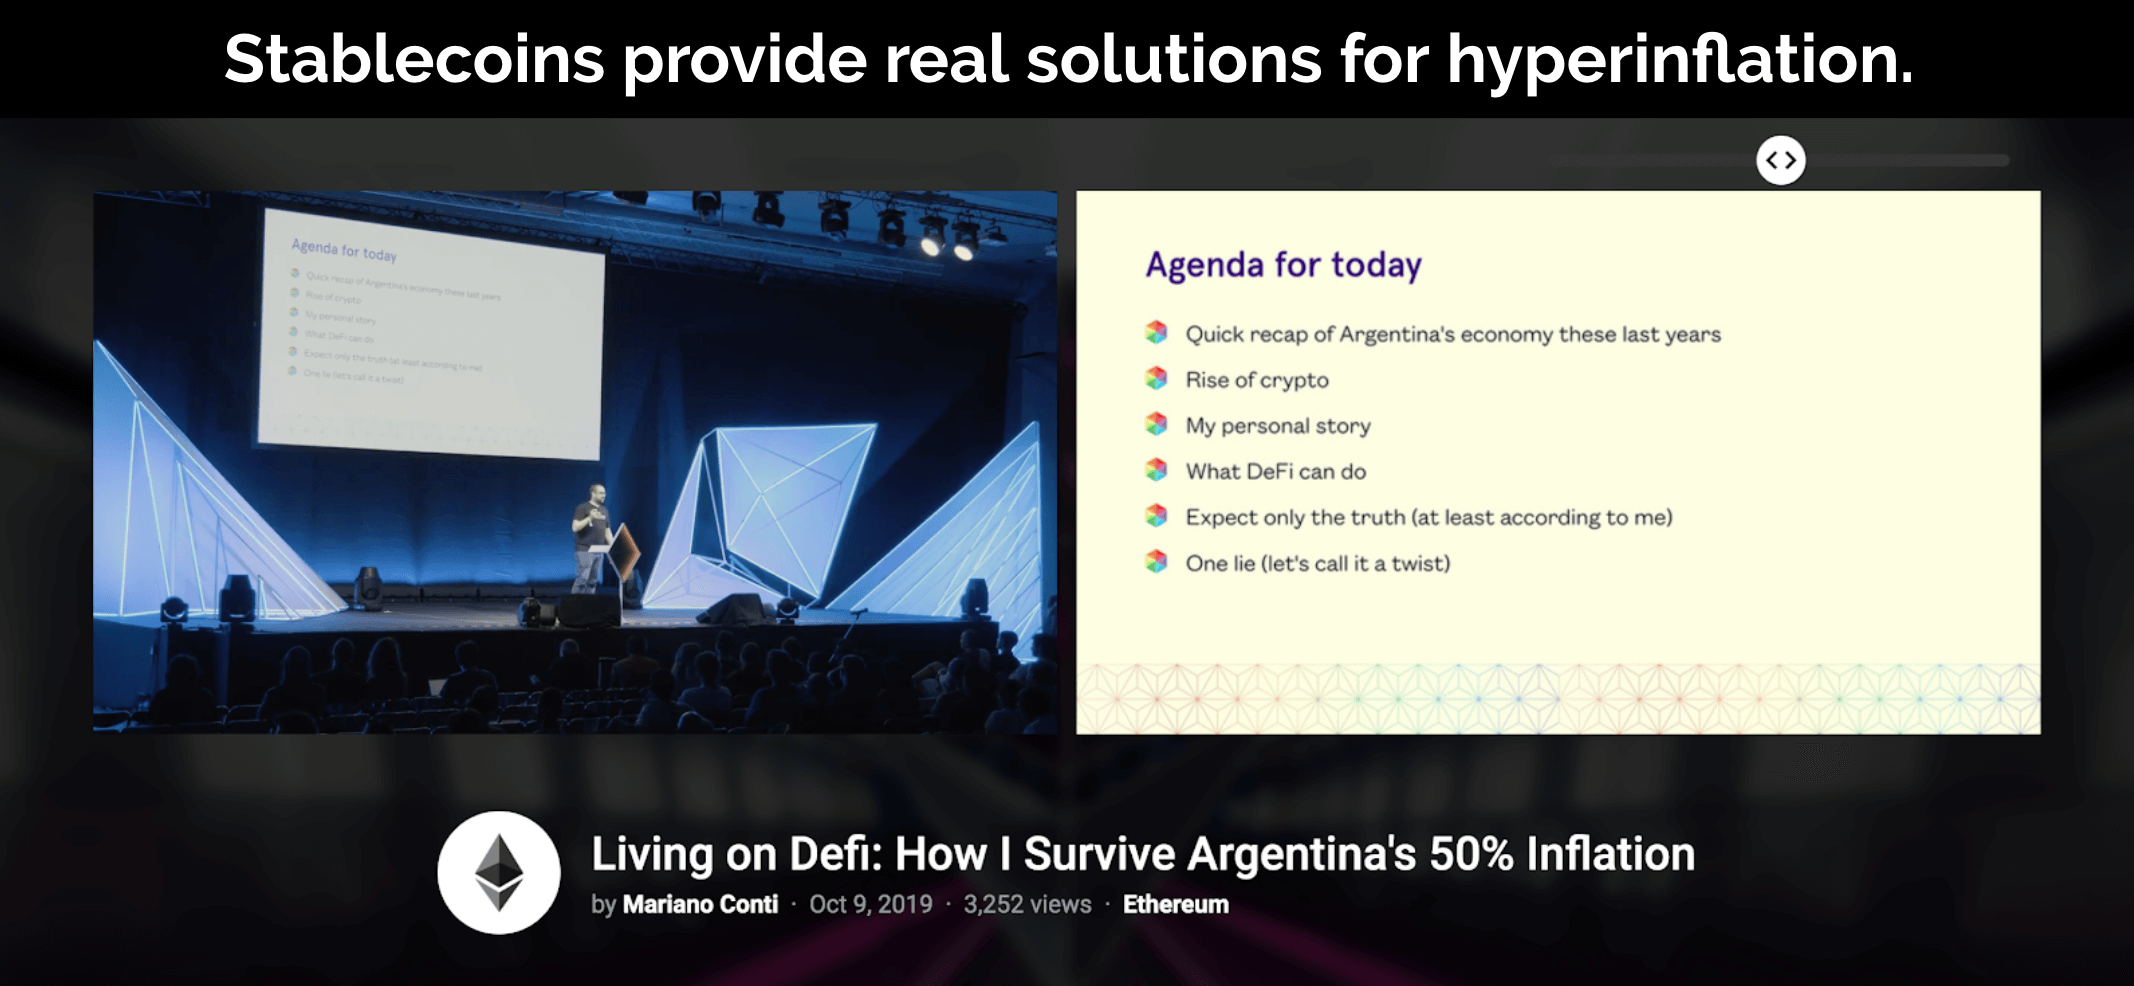 Stablecoins provide real solutions for hyperinflation.
Agenda for today
Quick recap of Argentina's economy these last years
Rise of crypto
My personal story
What DeFi can do
Expect only the truth (at least according to me)
One lie (let's call it a twist)
Agenda for today
Quick recap of Argentina's economy these last years
Rise of crypto
My personal story
What DeFi can do
Expect only the truth (at least according to me)
One lie (let's call it a twist)
Living on Defi: How I Survive Argentina's 50% Inflation
by Mariano Conti · Oct 9, 2019 · 3,252 views · Ethereum